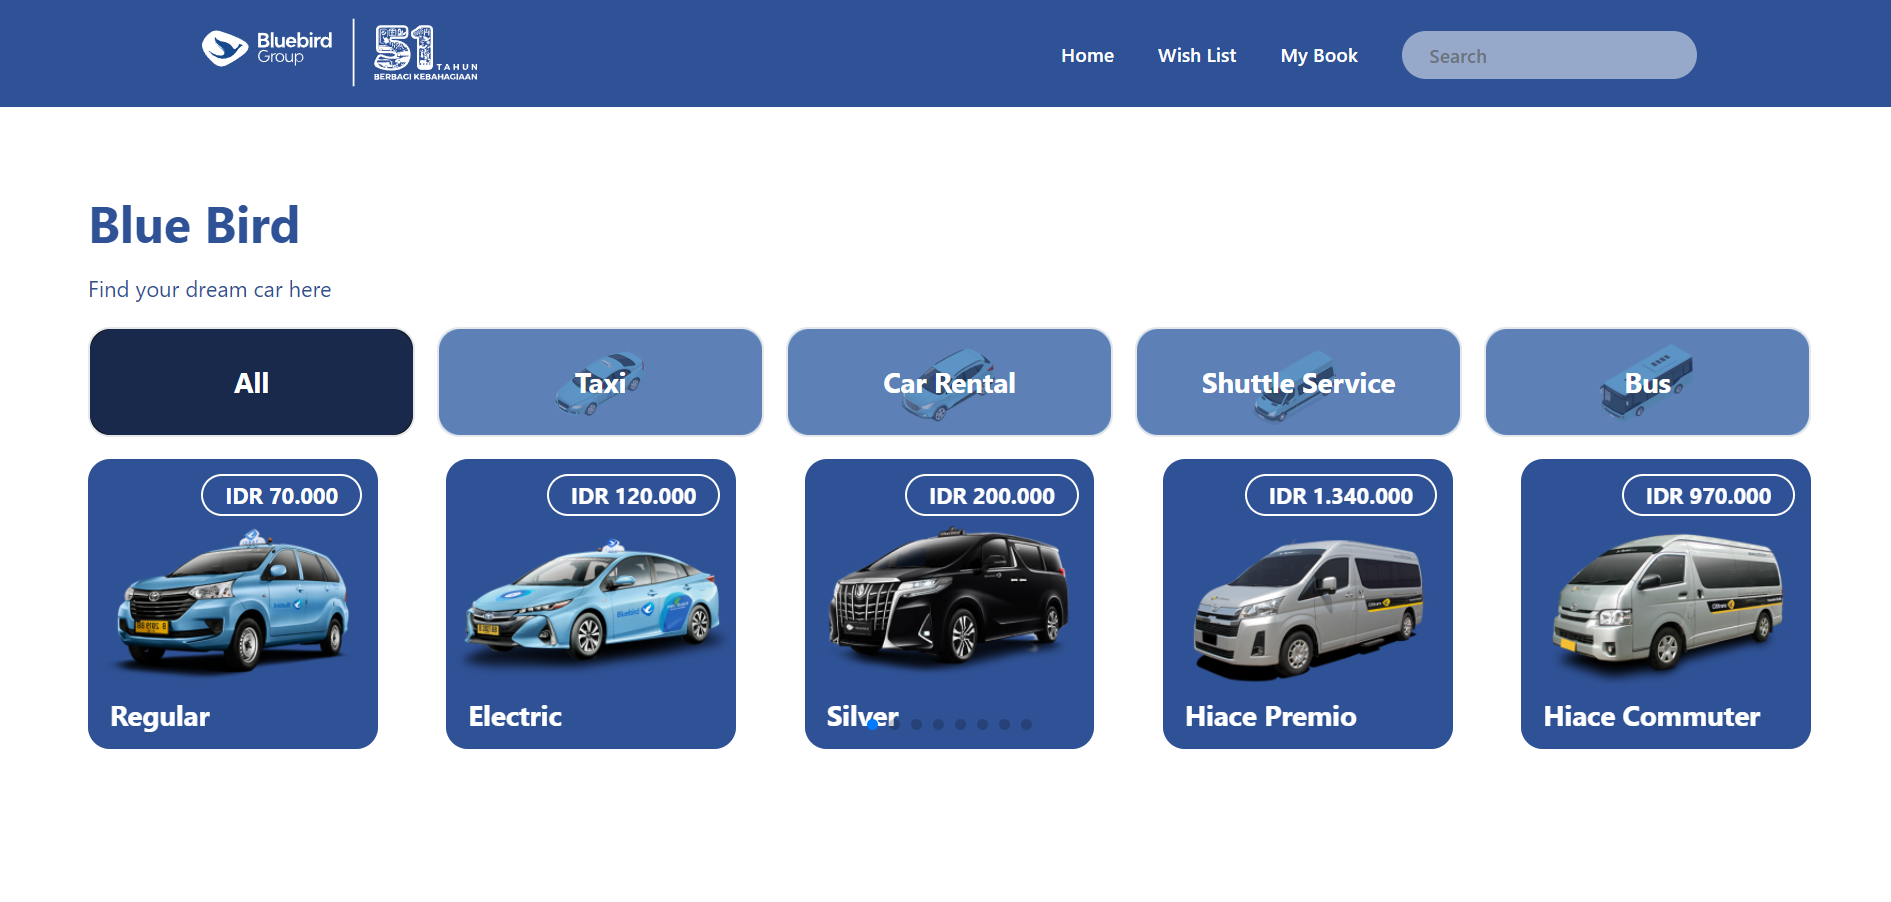 Bluebird
Group
51
TAHUN
BERBAGI KEBAHAGIAAN
Home
Wish List
My Book
Search
Blue Bird
Find your dream car here
All
Taxi
Car Rental
Shuttle Service
Bus
IDR 70.000
IDR 120.000
IDR 200.000
IDR 1.340.000
IDR 970.000
Bluebird
Regular
Electric
Silver
Hiace Premio
Hiace Commuter